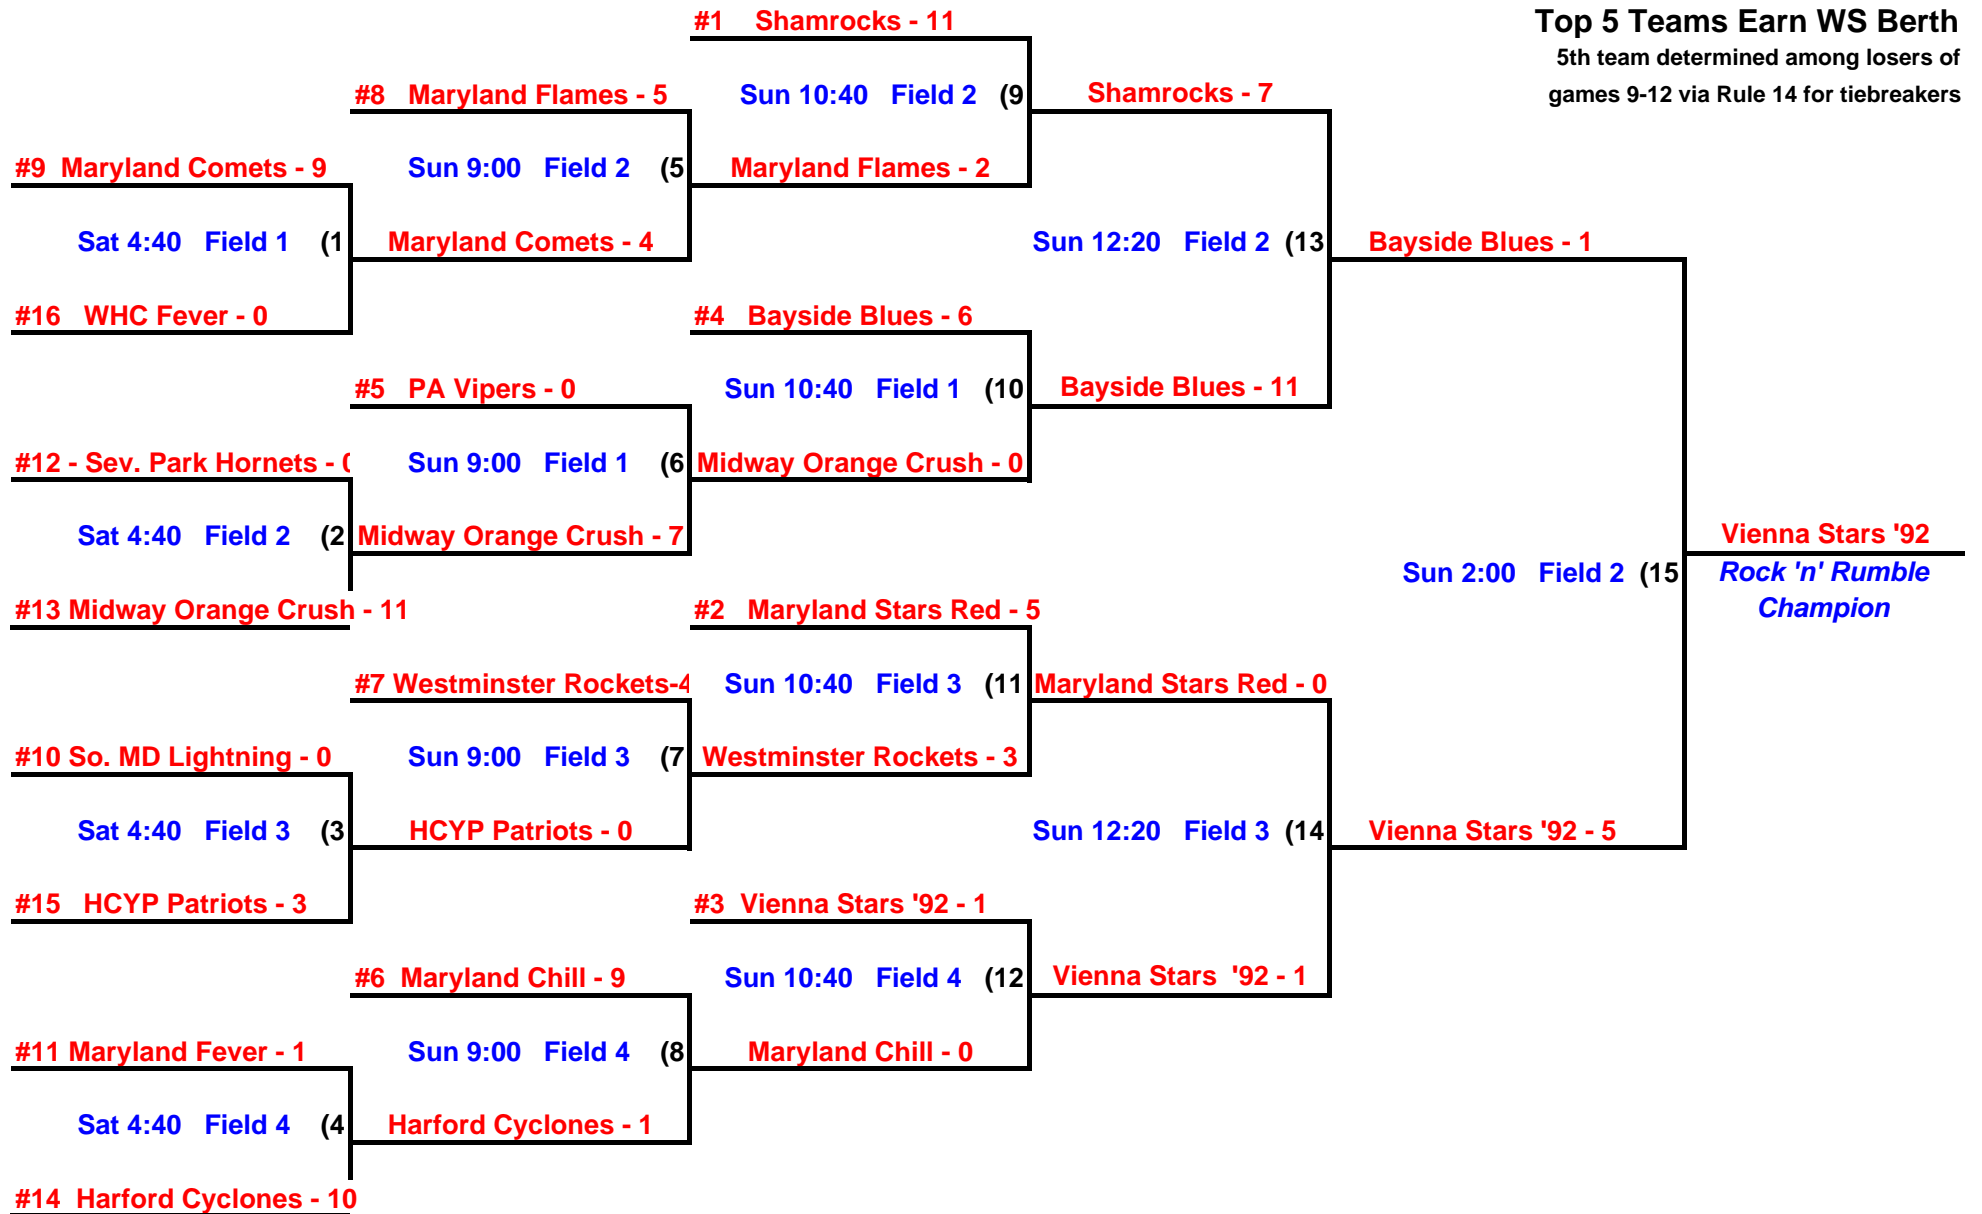 #1 Shamrocks - 11
Top 5 Teams Earn WS Berth
5th team determined among losers of
games 9-12 via Rule 14 for tiebreakers
#8 Maryland Flames - 5
Sun 10:40 Field 2 (9
Shamrocks - 7
#9 Maryland Comets - 9
Sun 9:00 Field 2 (5
Maryland Flames - 2
Sat 4:40 Field 1 (1
Maryland Comets - 4
Sun 12:20 Field 2 (13
Bayside Blues - 1
#16 WHC Fever - 0
#4 Bayside Blues - 6
#5 PA Vipers - 0
Sun 10:40 Field 1 (10
Bayside Blues - 11
#12 - Sev. Park Hornets - 0
Sun 9:00 Field 1 (6
Midway Orange Crush - 0
Sat 4:40 Field 2 (2
Midway Orange Crush - 7
Vienna Stars '92
Sun 2:00 Field 2 (15
Rock 'n' Rumble
Champion
#13 Midway Orange Crush - 11
#2 Maryland Stars Red - 5
#7 Westminster Rockets-4
Sun 10:40 Field 3 (11
Maryland Stars Red - 0
#10 So. MD Lightning - 0
Sun 9:00 Field 3 (7
Westminster Rockets - 3
Sat 4:40 Field 3 (3
HCYP Patriots - 0
Sun 12:20 Field 3 (14
Vienna Stars '92 - 5
#15 HCYP Patriots - 3
#3 Vienna Stars '92 - 1
#6 Maryland Chill - 9
Sun 10:40 Field 4 (12
Vienna Stars '92 - 1
#11 Maryland Fever - 1
Sun 9:00 Field 4 (8
Maryland Chill - 0
Sat 4:40 Field 4 (4
Harford Cyclones - 1
#14 Harford Cyclones - 10